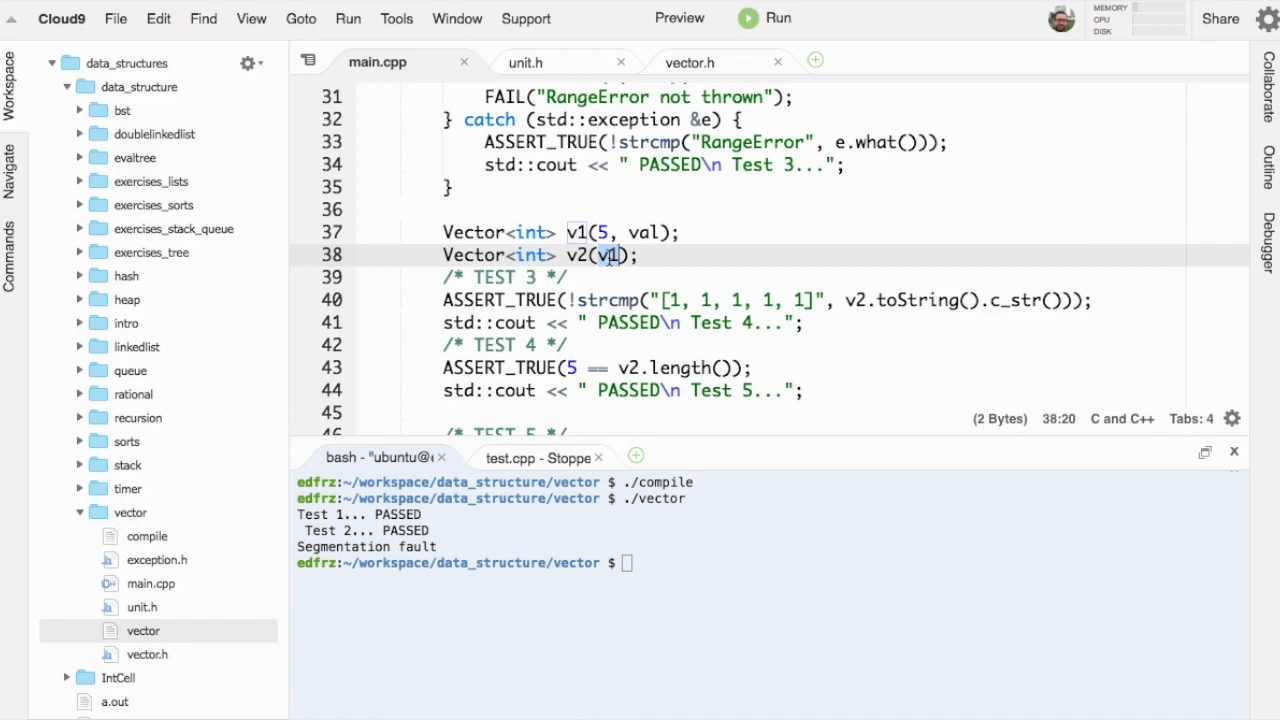 Cloud9 File Edit Find View Goto Run Tools Window Support Preview Run MEMORY CPU DISK Share
Workspace
Navigate
Commands
data_structures
data_structure
bst
doublelinkedlist
evaltree
exercises_lists
exercises_sorts
exercises_stack_queue
exercises_tree
hash
heap
intro
linkedlist
queue
rational
recursion
sorts
stack
timer
vector
compile
exception.h
main.cpp
unit.h
vector
vector.h
IntCell
a.out
main.cpp unit.h vector.h
31 FAIL("RangeError not thrown");
32 } catch (std::exception &e) {
33 ASSERT_TRUE(!strcmp("RangeError", e.what()));
34 std::cout << " PASSED\n Test 3...";
35 }
36
37 Vector<int> v1(5, val);
38 Vector<int> v2(v1);
39 /* TEST 3 */
40 ASSERT_TRUE(!strcmp("[1, 1, 1, 1, 1]", v2.toString().c_str()));
41 std::cout << " PASSED\n Test 4...";
42 /* TEST 4 */
43 ASSERT_TRUE(5 == v2.length());
44 std::cout << " PASSED\n Test 5...";
45
46 /* TEST 5 */
(2 Bytes) 38:20 C and C++ Tabs: 4
bash - "ubuntu@e test.cpp - Stoppe
edfrz:~/workspace/data_structure/vector $ ./compile
edfrz:~/workspace/data_structure/vector $ ./vector
Test 1... PASSED
Test 2... PASSED
Segmentation fault
edfrz:~/workspace/data_structure/vector $
Collaborate
Outline
Debugger